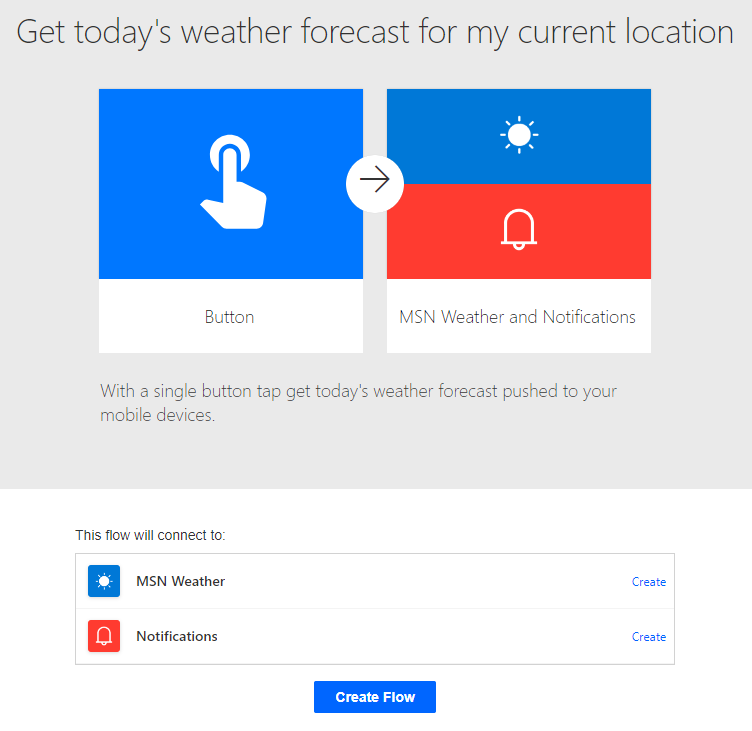 Get today's weather forecast for my current location
Button
MSN Weather and Notifications
With a single button tap get today's weather forecast pushed to your
mobile devices.
This flow will connect to:
MSN Weather Create
Notifications Create
Create Flow